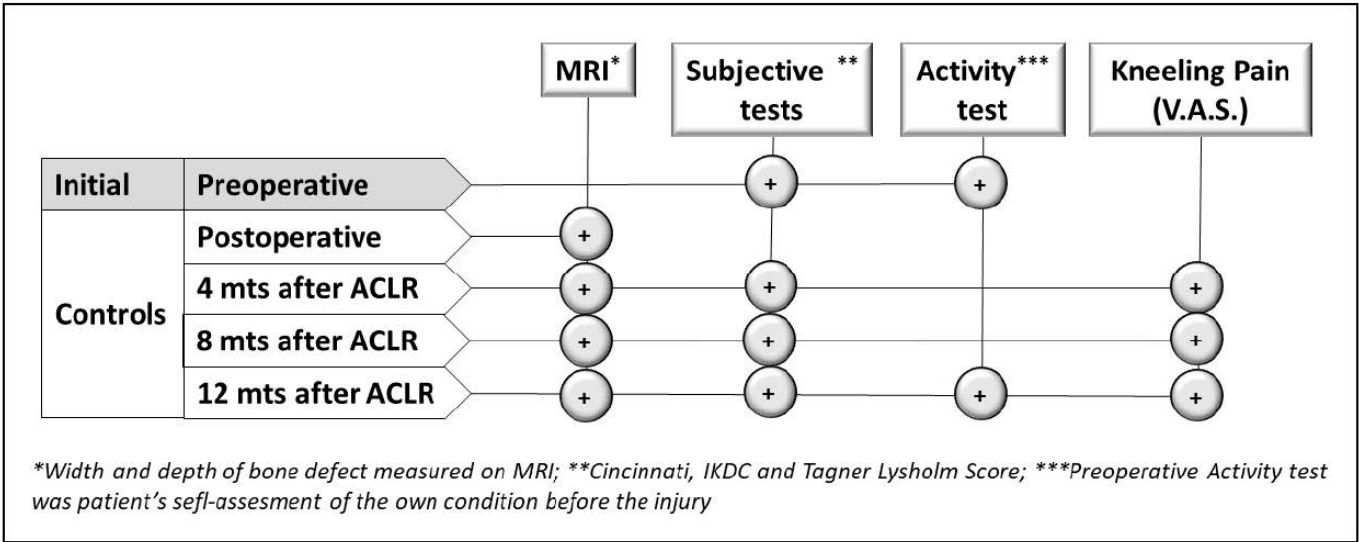 MRI*
Subjective **
tests
Activity***
test
Kneeling Pain
(V.A.S.)
Initial
Preoperative
+
+
Controls
Postoperative
+
4 mts after ACLR
+
+
+
8 mts after ACLR
+
+
+
12 mts after ACLR
+
+
+
+
*Width and depth of bone defect measured on MRI; **Cincinnati, IKDC and Tagner Lysholm Score; ***Preoperative Activity test
was patient's sefl-assesment of the own condition before the injury